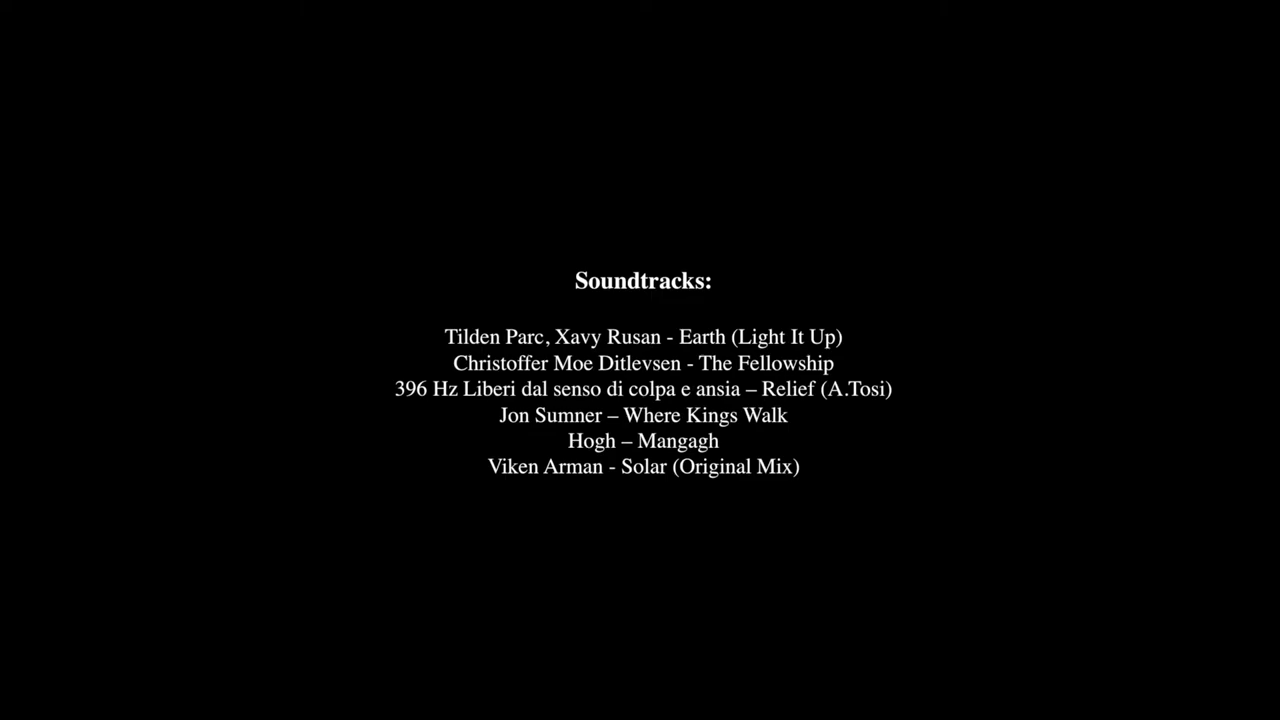 Soundtracks:
Tilden Parc, Xavy Rusan - Earth (Light It Up)
Christoffer Moe Ditlevsen - The Fellowship
396 Hz Liberi dal senso di colpa e ansia – Relief (A.Tosi)
Jon Sumner – Where Kings Walk
Hogh – Mangagh
Viken Arman - Solar (Original Mix)